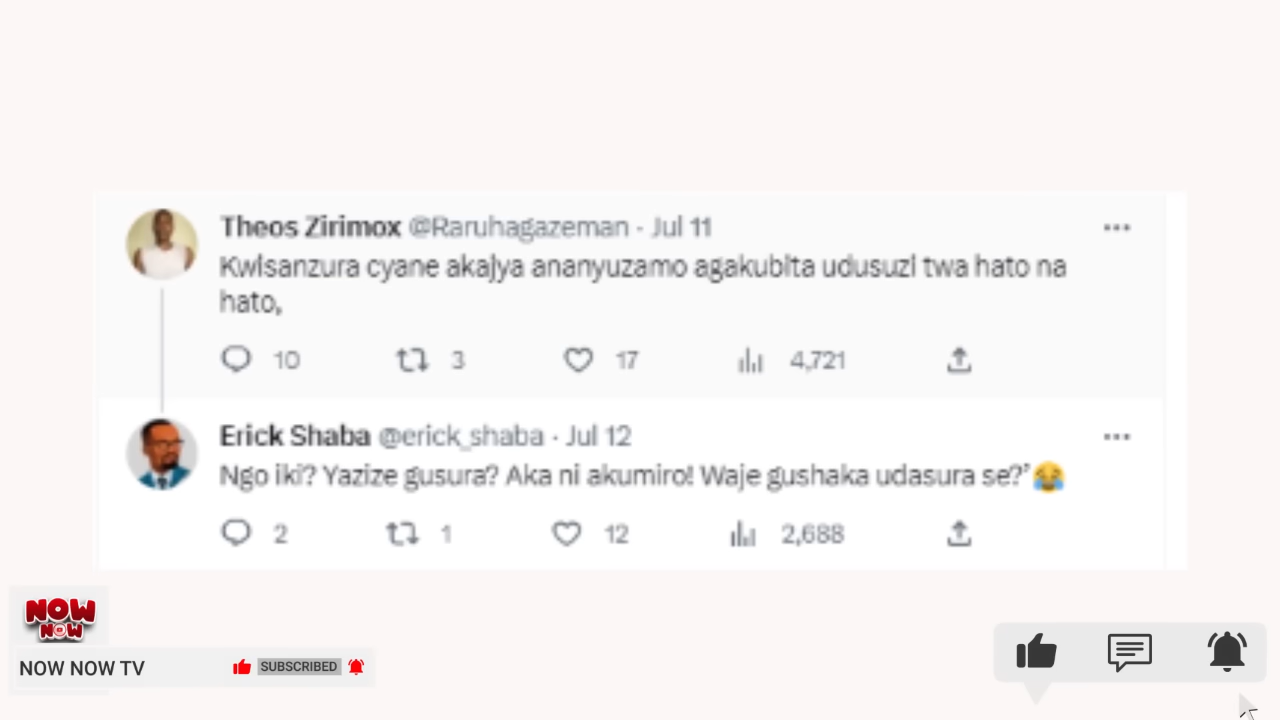 Theos Zirimox @Raruhagazeman · Jul 11
Kwisanzura cyane akajya ananyuzamo agakubita udusuzi twa hato na
hato,
10 3 17 4,721
Erick Shaba @erick_shaba · Jul 12
Ngo iki? Yazize gusura? Aka ni akumiro! Waje gushaka udasura se?’😂
2 1 12 2,688
NOW
NOW
NOW NOW TV SUBSCRIBED